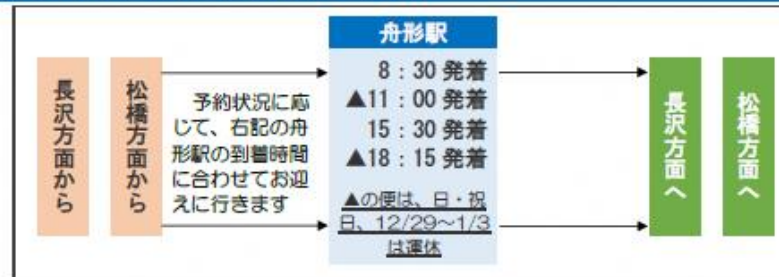 長沢方面から
松橋方面から
予約状況に応
じて、右記の舟
形駅の到着時間
に合わせてお迎
えに行きます
舟形駅
8:30 発着
▲11:00 発着
15:30 発着
▲18:15 発着
▲の便は、日・祝
日、12/29～1/3
は運休
長沢方面へ
松橋方面へ